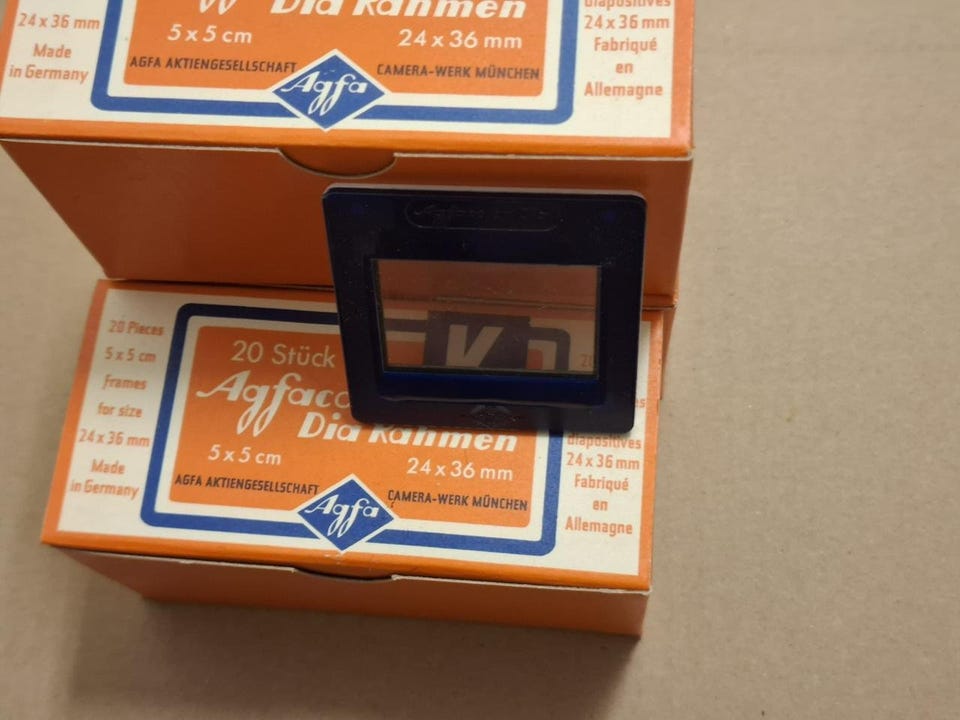 Dia Rahmen
5 x 5 cm
24 x 36 mm
AGFA AKTIENGESELLSCHAFT
CAMERA-WERK MÜNCHEN
Agfa
24 x 36 mm
Made
in Germany
diapositives
24 x 36 mm
Fabriqué
en
Allemagne
K
20 Pieces
5 x 5 cm
Frames
for size
24 x 36 mm
Made
in Germany
20 Stück
Agfaco
Dia Rahmen
5 x 5 cm
24 x 36 mm
AGFA AKTIENGESELLSCHAFT
CAMERA-WERK MÜNCHEN
Agfa
diapositives
24 x 36 mm
Fabriqué
en
Allemagne